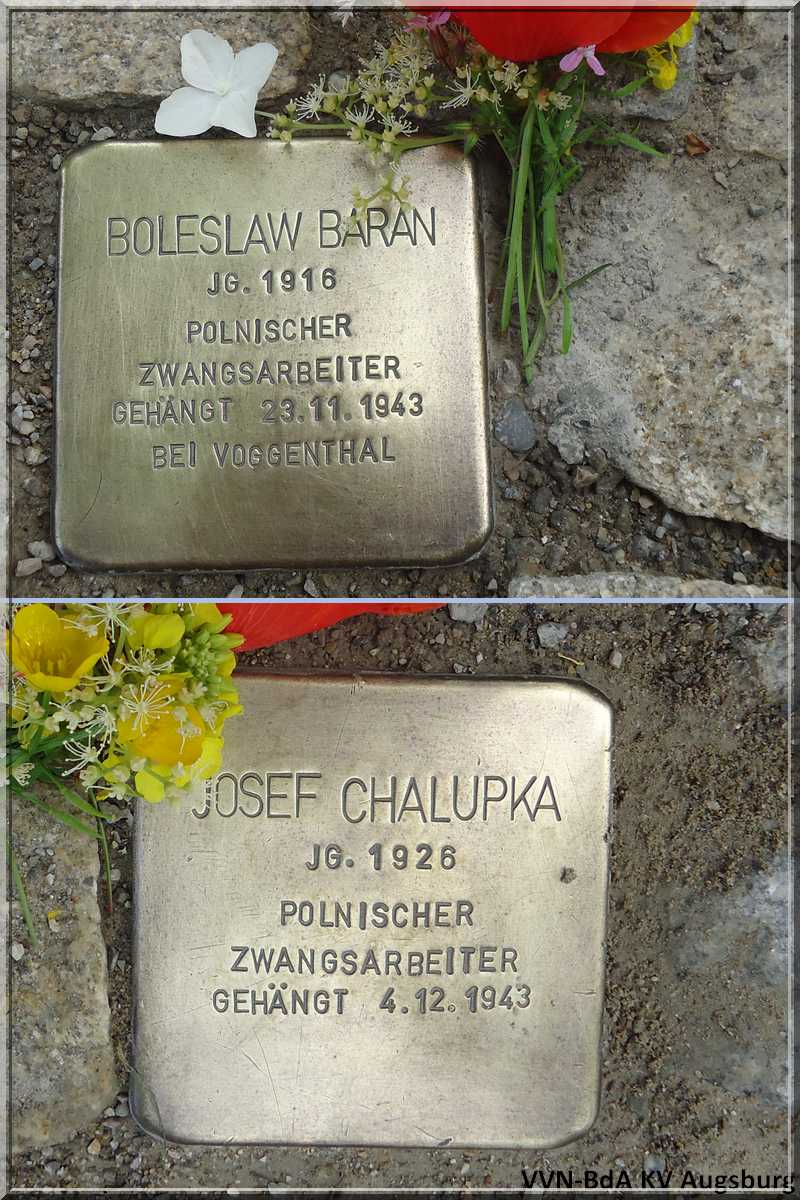 BOLESLAW BARAN
JG. 1916
POLNISCHER
ZWANGSARBEITER
GEHÄNGT 23.11.1943
BEI VOGGENTHAL
JOSEF CHALUPKA
JG. 1926
POLNISCHER
ZWANGSARBEITER
GEHÄNGT 4.12.1943
VVN-BdA KV Augsburg